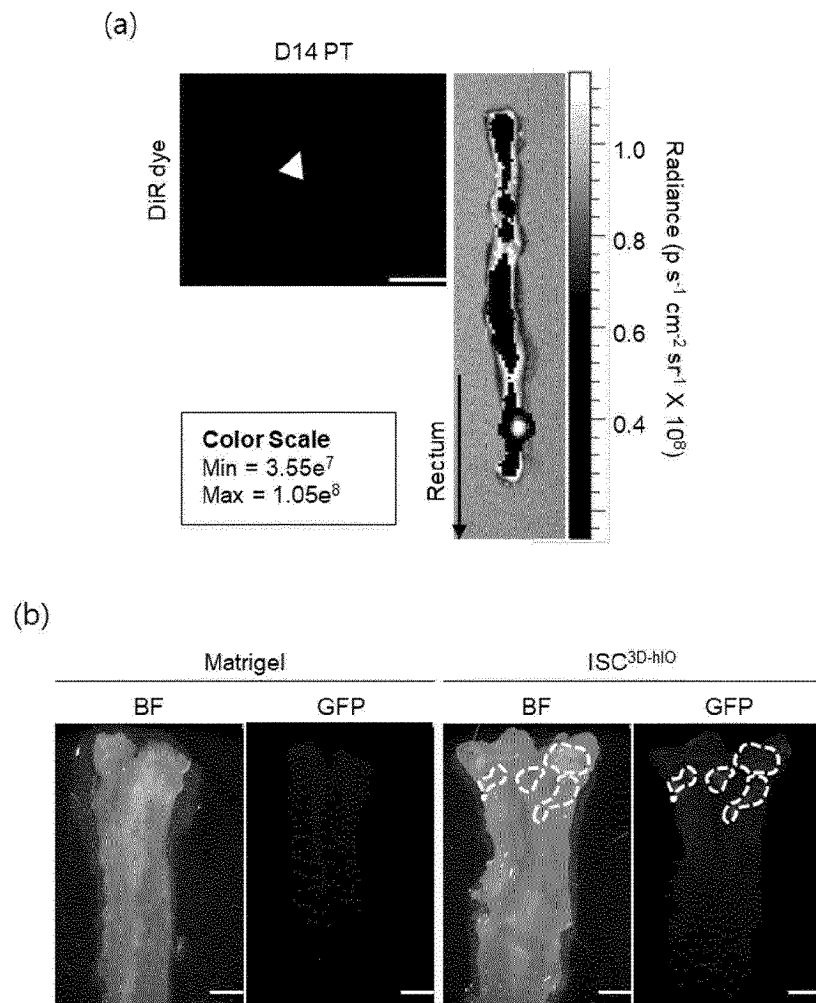 (a)
D14 PT
DiR dye
1.0
0.8
0.6
0.4
Radiance (p s-1 cm-2 sr-1 X 108)
Rectum
Color Scale
Min = 3.55e7
Max = 1.05e8
(b)
Matrigel
ISC3D-hIO
BF
GFP
BF
GFP